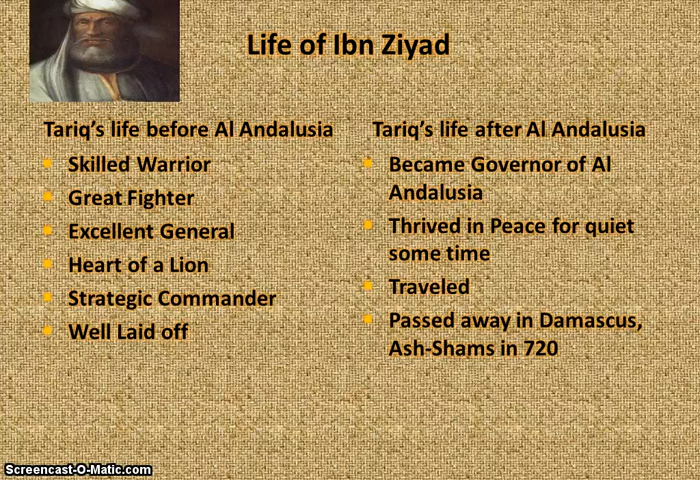 Life of Ibn Ziyad
Tariq's life before Al Andalusia
Skilled Warrior
Great Fighter
Excellent General
Heart of a Lion
Strategic Commander
Well Laid off
Tariq's life after Al Andalusia
Became Governor of Al
Andalusia
Thrived in Peace for quiet
some time
Traveled
Passed away in Damascus,
Ash-Shams in 720
Screencast-O-Matic.com